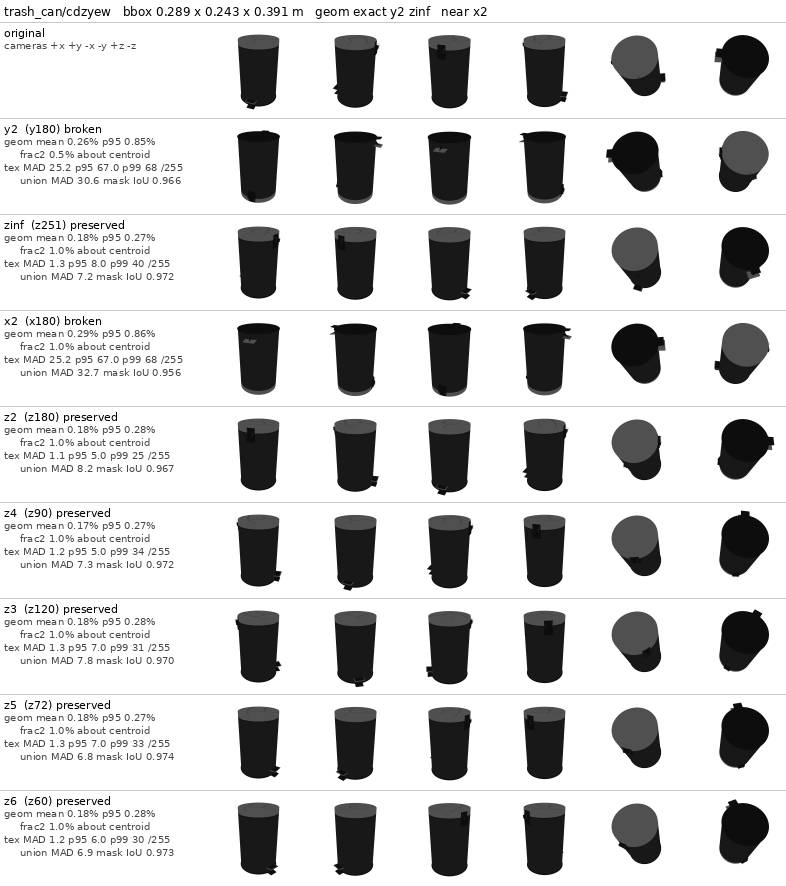 trash_can/cdzyew   bbox 0.289 x 0.243 x 0.391 m   geom exact y2 zinf   near x2
original
cameras +x +y -x -y +z -z
y2  (y180) broken
geom mean 0.26% p95 0.85%
frac2 0.5% about centroid
tex MAD 25.2 p95 67.0 p99 67 /255
union MAD 30.6 mask IoU 0.966
zinf  (z251) preserved
geom mean 0.18% p95 0.27%
frac2 1.0% about centroid
tex MAD 1.3 p95 8.0 p99 40 /255
union MAD 7.2 mask IoU 0.972
x2  (x180) broken
geom mean 0.29% p95 0.86%
frac2 1.0% about centroid
tex MAD 25.2 p95 67.0 p99 68 /255
union MAD 32.7 mask IoU 0.956
z2  (z180) preserved
geom mean 0.18% p95 0.28%
frac2 1.0% about centroid
tex MAD 1.1 p95 5.0 p99 25 /255
union MAD 8.2 mask IoU 0.967
z4  (z90) preserved
geom mean 0.17% p95 0.27%
frac2 1.0% about centroid
tex MAD 1.2 p95 5.0 p99 34 /255
union MAD 7.3 mask IoU 0.972
z3  (z120) preserved
geom mean 0.18% p95 0.28%
frac2 1.0% about centroid
tex MAD 1.3 p95 7.0 p99 31 /255
union MAD 7.8 mask IoU 0.970
z5  (z72) preserved
geom mean 0.18% p95 0.27%
frac2 1.0% about centroid
tex MAD 1.3 p95 7.0 p99 33 /255
union MAD 6.8 mask IoU 0.974
z6  (z60) preserved
geom mean 0.18% p95 0.28%
frac2 1.0% about centroid
tex MAD 1.2 p95 6.0 p99 30 /255
union MAD 6.9 mask IoU 0.973